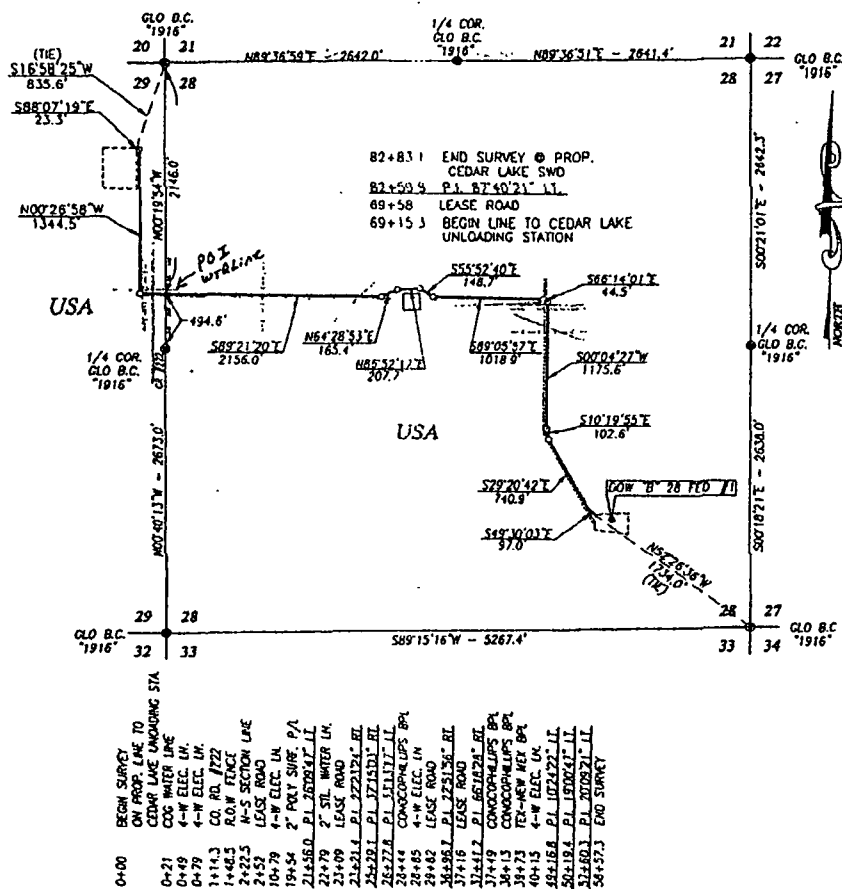 GLO B.C.
"1916"
20 21
1/4 COR.
GLO B.C.
"1916"
21 22
GLO B.C.
"1916"
(TIE)
S16°58'25"W
835.6'
N89°36'59"E - 2642.0'
N89°36'51"E - 2641.4'
29 28
28 27
S88°07'19"E
23.3'
N00°19'54"W
2146.0'
82+83.1 END SURVEY @ PROP.
CEDAR LAKE SWD
82+59.9 P.I. 87°40'21" LT.
69+58 LEASE ROAD
69+15.3 BEGIN LINE TO CEDAR LAKE
UNLOADING STATION
S00°21'01"E - 2642.3'
N00°26'58"W
1344.5'
POI
WTRLINE
NORTH
USA
S55°52'40"E
148.7'
S66°14'01"E
44.5'
494.6'
N64°28'53"E
165.4'
1/4 COR.
GLO B.C.
"1916"
S89°21'20"E
2156.0'
S89°05'57"E
1018.9'
1/4 COR.
GLO B.C.
"1916"
N85°52'17"E
207.7'
S00°04'27"W
1175.6'
USA
S10°19'55"E
102.6'
N00°40'13"W - 2673.0'
S29°20'42"E
740.9'
GOW "B" 28 FED #1
S00°18'21"E - 2638.0'
S49°30'03"E
97.0'
N52°26'36"W
1734.0'
(TIE)
29 28
28 27
GLO B.C.
"1916"
S89°15'16"W - 5267.4'
GLO B.C
"1916"
32 33
33 34
0+00 BEGIN SURVEY
ON PROP. LINE TO
CEDAR LAKE UNLOADING STA.
0+21 COG WATER LINE
0+49 4-W ELEC. LN.
0+79 4-W ELEC. LN.
1+14.3 CO. RD. #222
1+48.5 R.O.W FENCE
2+22.5 N-S SECTION LINE
2+52 LEASE ROAD
10+79 4-W ELEC. LN.
19+54 2" POLY SURF. P/L
21+56.0 P.I. 26°09'47" LT.
22+79 2" STL. WATER LN.
23+09 LEASE ROAD
23+21.4 P.I. 22°23'24" RT.
25+29.1 P.I. 37°15'03" RT.
26+77.8 P.I. 33°13'17" LT.
28+44 CONOCOPHILLIPS BPL
28+85 4-W ELEC. LN
29+62 LEASE ROAD
36+96.7 P.I. 22°51'56" RT.
37+16 LEASE ROAD
37+41.2 P.I. 66°18'28" RT.
37+49 CONOCOPHILLIPS BPL
38+13 CONOCOPHILLIPS BPL
39+73 TEX-NEW MEX BPL
40+15 4-W ELEC. LN.
49+16.8 P.I. 10°24'22" LT.
50+19.4 P.I. 19°00'47" LT.
57+60.3 P.I. 20°09'21" LT.
58+57.3 END SURVEY